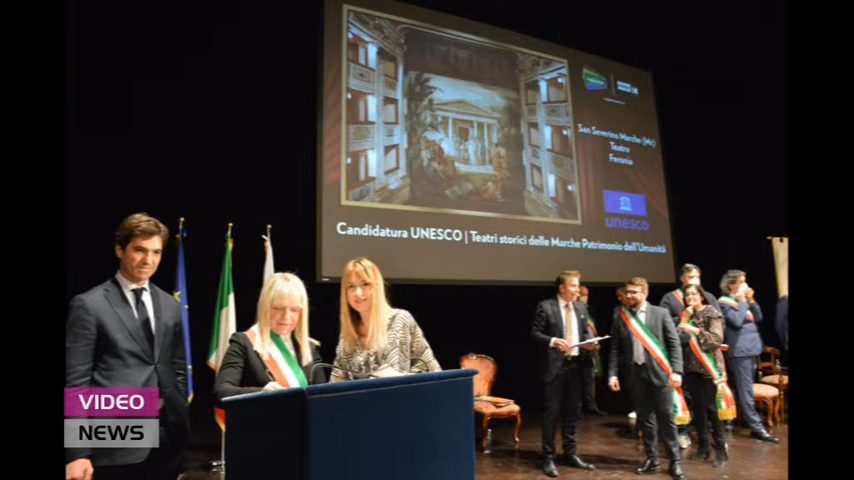 San Severino Marche (Mc)
Teatro
Feronia
unesco
Candidatura UNESCO | Teatri storici delle Marche Patrimonio dell'Umanità
VIDEO
NEWS